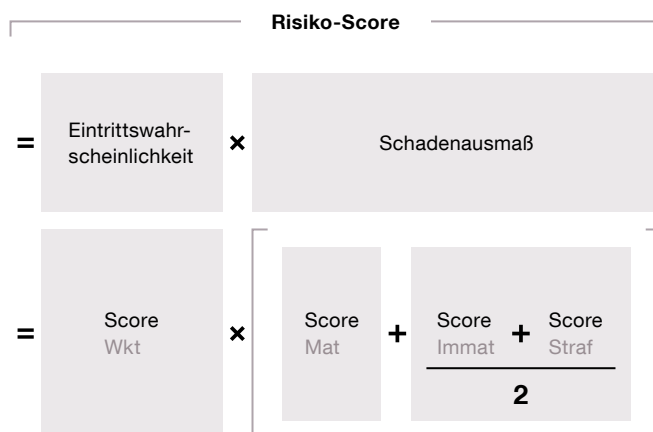 Risiko-Score
= Eintrittswahr-
scheinlichkeit × Schadenausmaß
= Score × Score + Score + Score
Wkt Mat Immat Straf
2